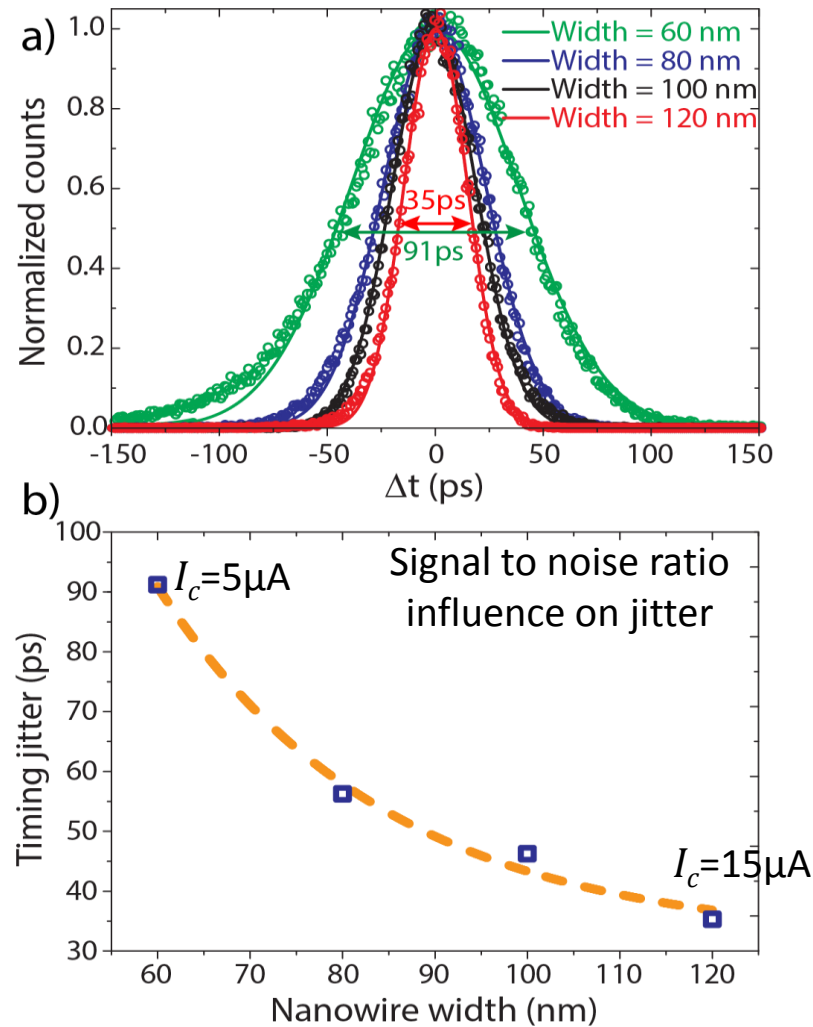 a)
Width = 60 nm
Width = 80 nm
Width = 100 nm
Width = 120 nm
35ps
91ps
Normalized counts
1.0
0.8
0.6
0.4
0.2
0.0
-150 -100 -50 0 50 100 150
Δt (ps)
b)
Signal to noise ratio
influence on jitter
I_c=5μA
I_c=15μA
Timing jitter (ps)
100
90
80
70
60
50
40
30
60 70 80 90 100 110 120
Nanowire width (nm)